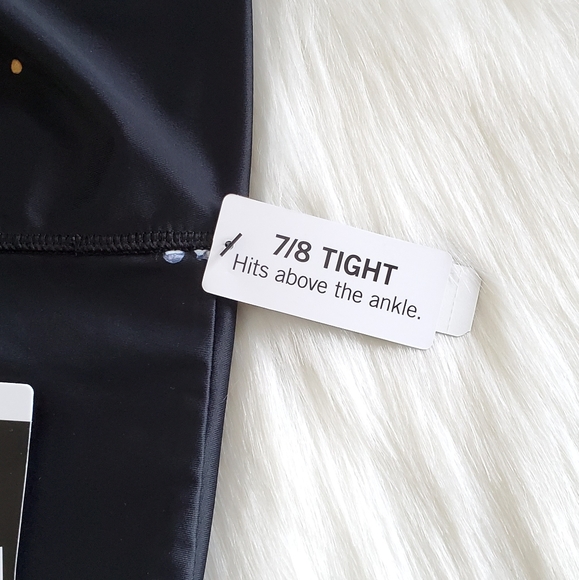 7/8 TIGHT
Hits above the ankle.